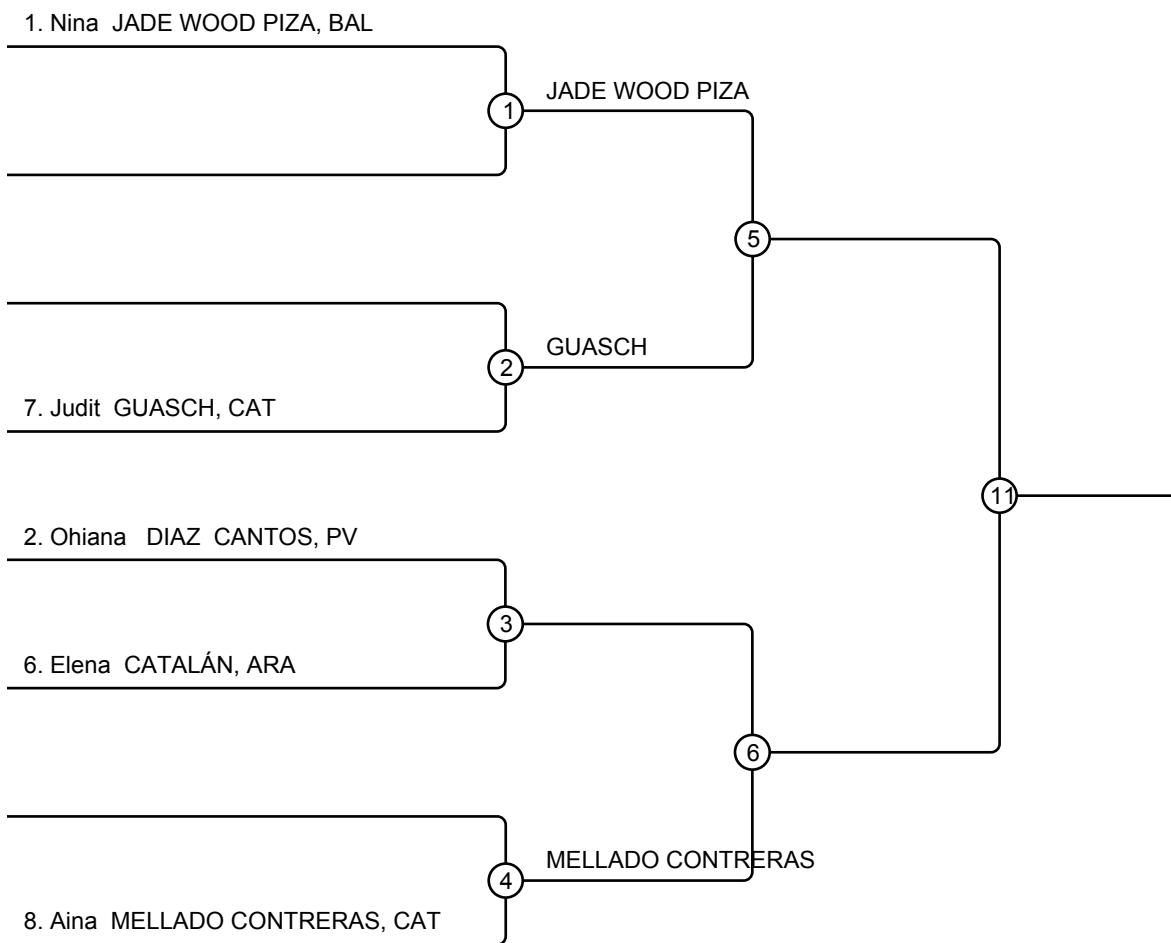 1. Nina JADE WOOD PIZA, BAL
JADE WOOD PIZA
1
5
GUASCH
2
7. Judit GUASCH, CAT
11
2. Ohiana DIAZ CANTOS, PV
3
6. Elena CATALÁN, ARA
6
MELLADO CONTRERAS
4
8. Aina MELLADO CONTRERAS, CAT